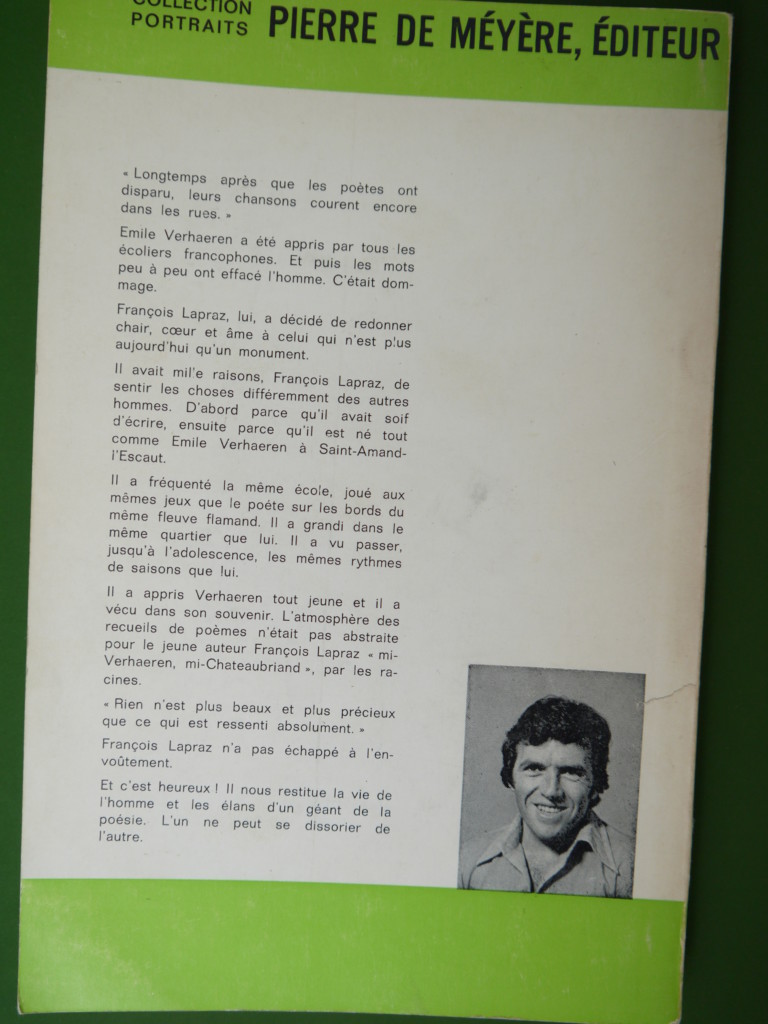 COLLECTION
PORTRAITS PIERRE DE MÉYÈRE, ÉDITEUR
« Longtemps après que les poètes ont
disparu, leurs chansons courent encore
dans les rues. »
Emile Verhaeren a été appris par tous les
écoliers francophones. Et puis les mots
peu à peu ont effacé l'homme. C'était dom-
mage.
François Lapraz, lui, a décidé de redonner
chair, cœur et âme à celui qui n'est p!us
aujourd'hui qu'un monument.
Il avait mil'e raisons, François Lapraz, de
sentir les choses différemment des autres
hommes. D'abord parce qu'il avait soif
d'écrire, ensuite parce qu'il est né tout
comme Emile Verhaeren à Saint-Amand-
l'Escaut.
Il a fréquenté la même école, joué aux
mêmes jeux que le poéte sur les bords du
même fleuve flamand. Il a grandi dans le
même quartier que lui. Il a vu passer,
jusqu'à l'adolescence, les mêmes rythmes
de saisons que !ui.
Il a appris Verhaeren tout jeune et il a
vécu dans son souvenir. L'atmosphère des
recueils de poèmes n'était pas abstraite
pour le jeune auteur François Lapraz « mi-
Verhaeren, mi-Chateaubriand », par les ra-
cines.
« Rien n'est plus beaux et plus précieux
que ce qui est ressenti absolument. »
François Lapraz n'a pas échappé à l'en-
voûtement.
Et c'est heureux ! Il nous restitue la vie de
l'homme et les élans d'un géant de la
poésie. L'un ne peut se dissorier de
l'autre.